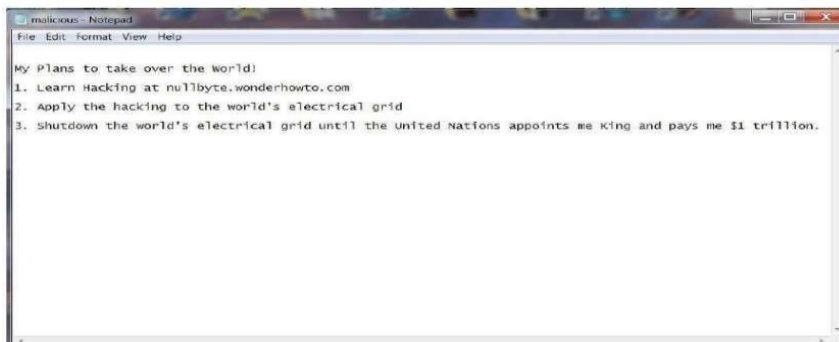 malicious - Notepad
File Edit Format View Help
My Plans to take over the World!
1. Learn Hacking at nullbyte.wonderhowto.com
2. Apply the hacking to the world's electrical grid
3. Shutdown the world's electrical grid until the United Nations appoints me King and pays me $1 trillion.